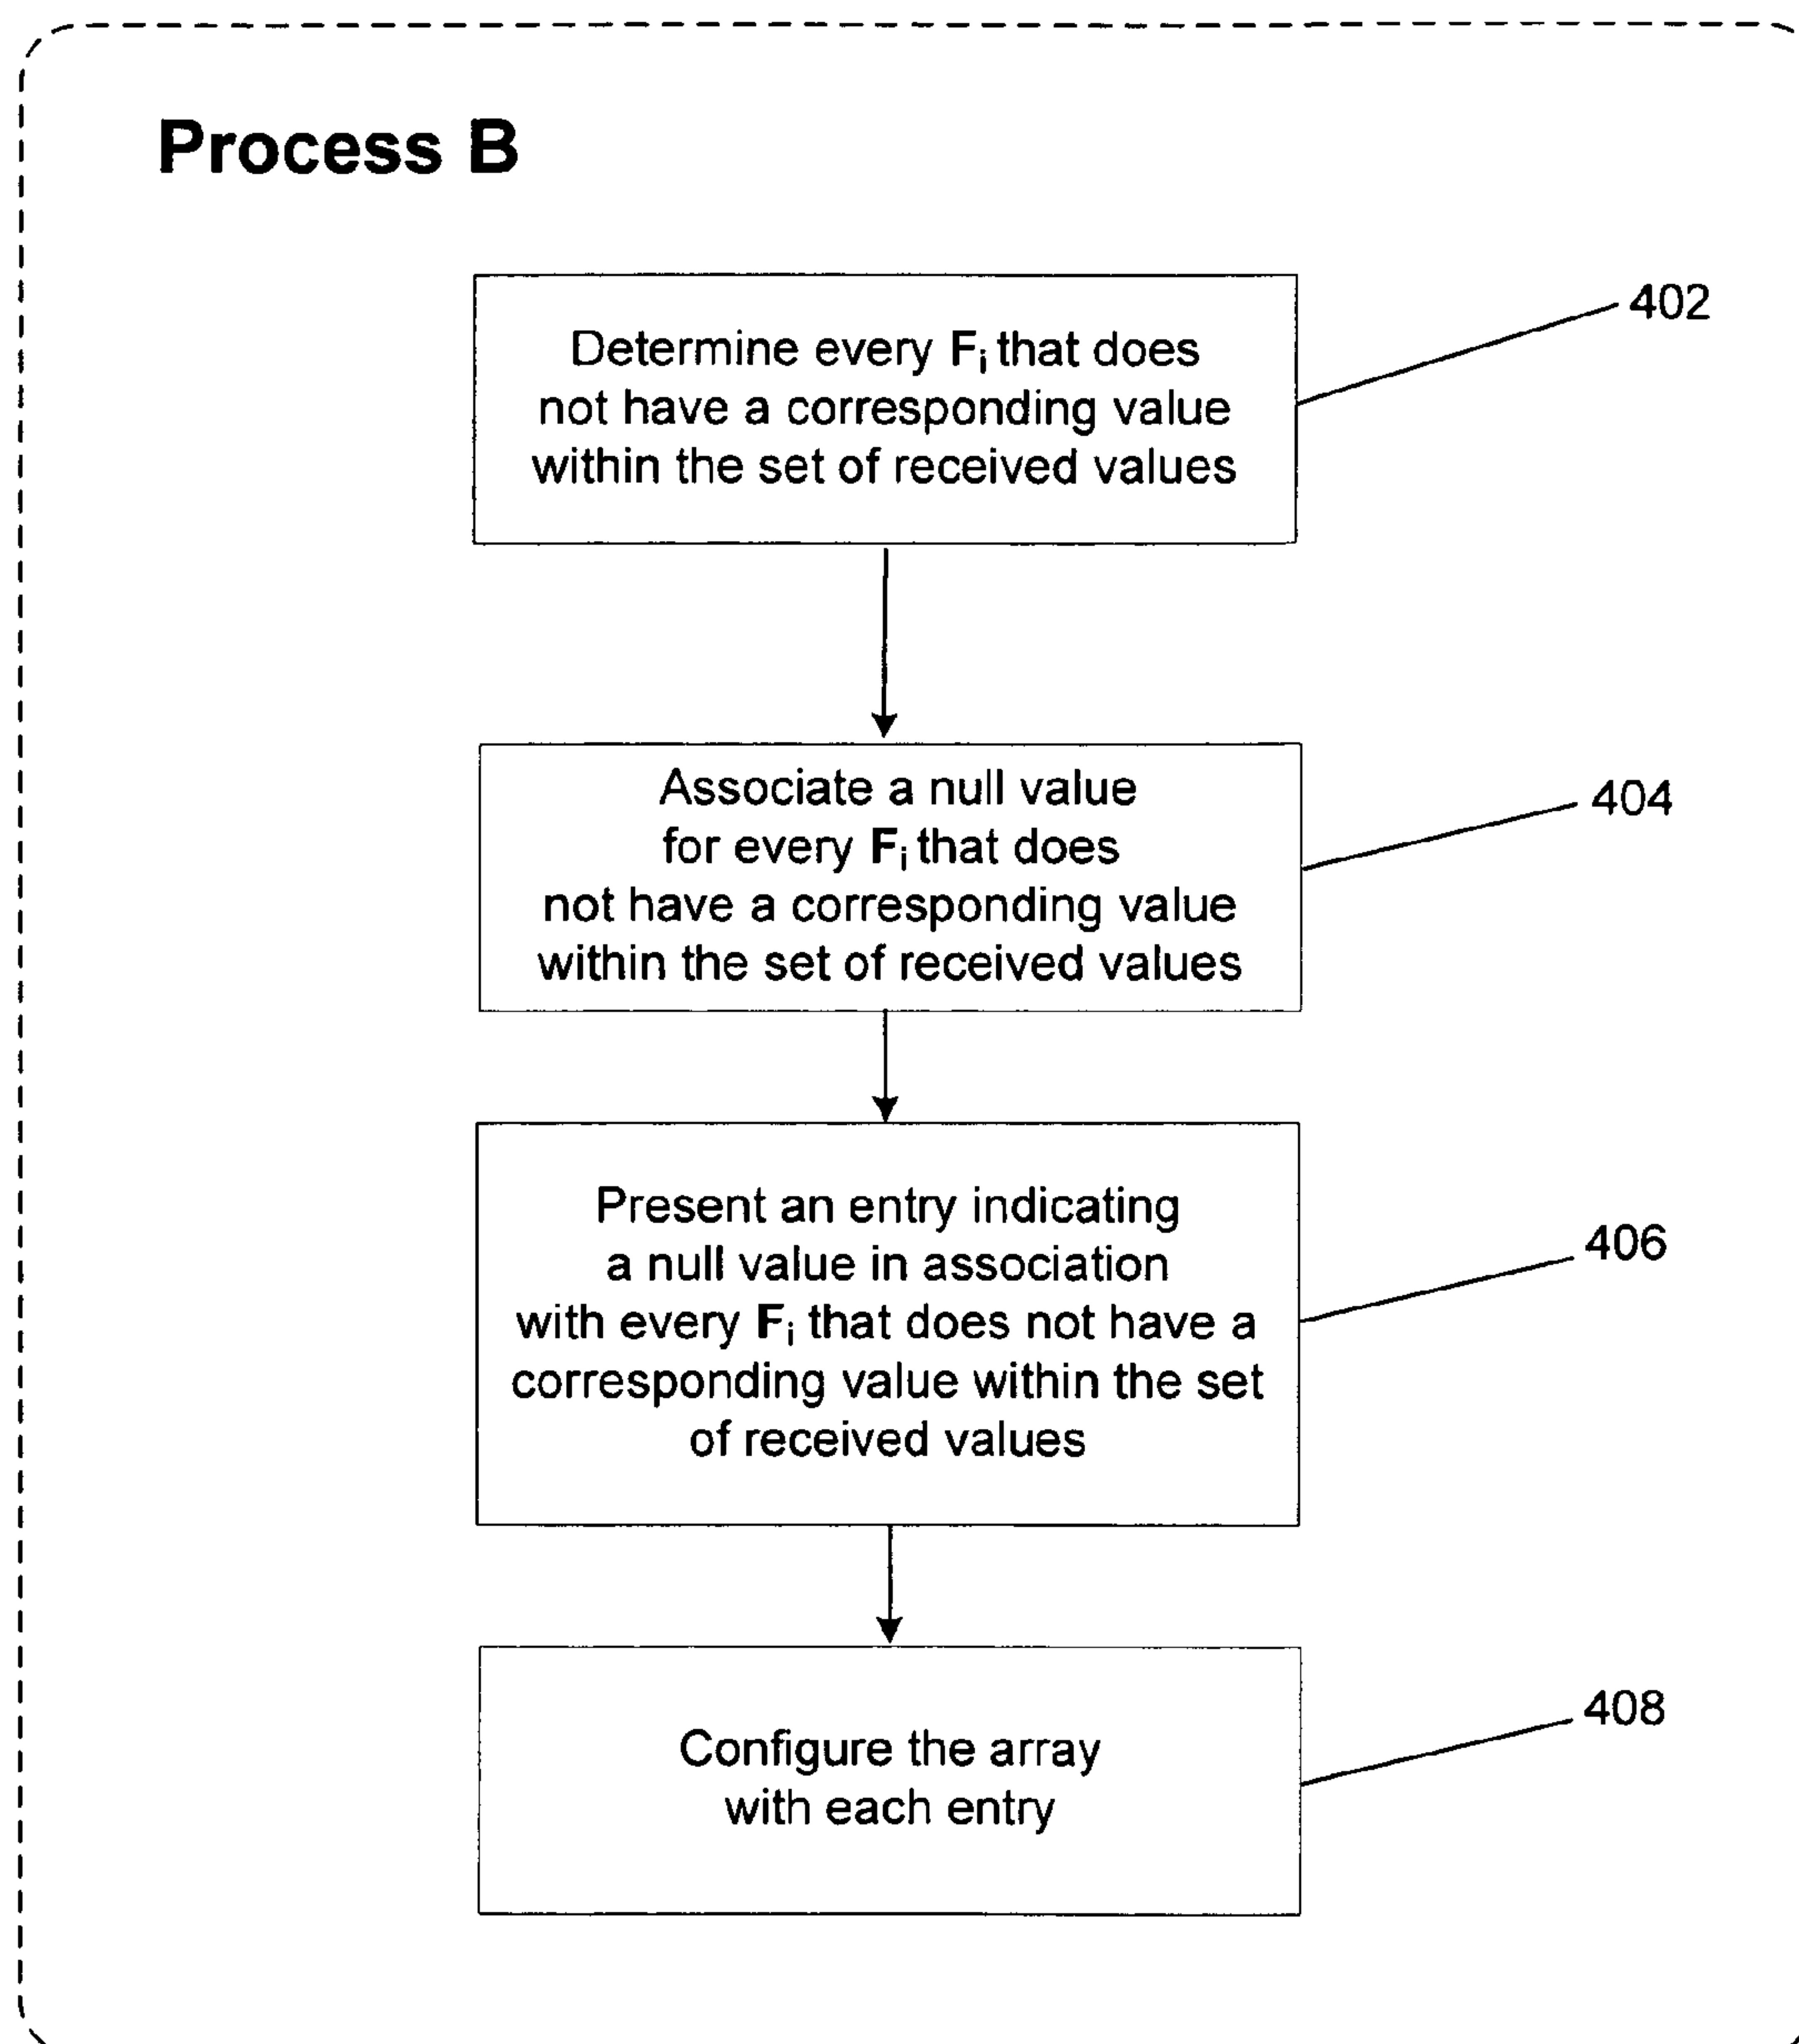 Process B
Determine every Fᵢ that does
not have a corresponding value
within the set of received values
402
Associate a null value
for every Fᵢ that does
not have a corresponding value
within the set of received values
404
Present an entry indicating
a null value in association
with every Fᵢ that does not have a
corresponding value within the set
of received values
406
Configure the array
with each entry
408